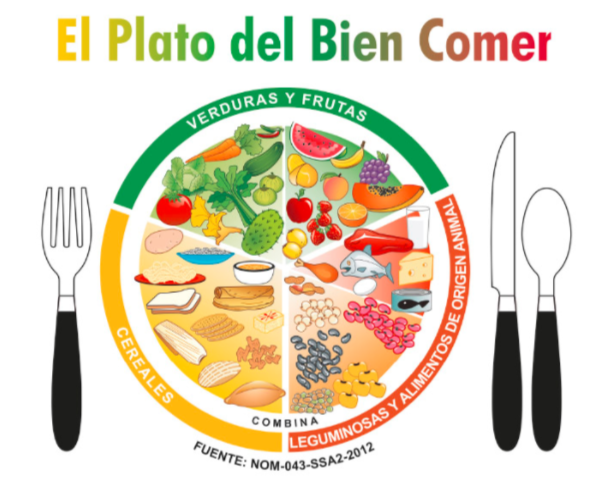 El Plato del Bien Comer
VERDURAS Y FRUTAS
CEREALES
LEGUMINOSAS Y ALIMENTOS DE ORIGEN ANIMAL
COMBINA
FUENTE: NOM-043-SSA2-2012